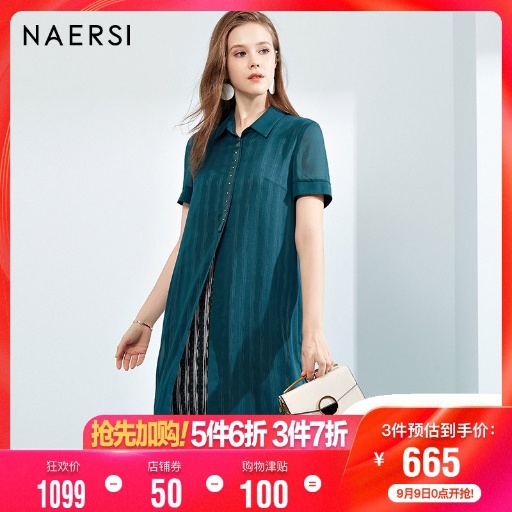 NAERSI
抢先加购! 5件6折 3件7折
3件预估到手价:
¥ 665
9月9日0点开抢!
狂欢价 店铺券 购物津贴
1099 - 50 - 100 =